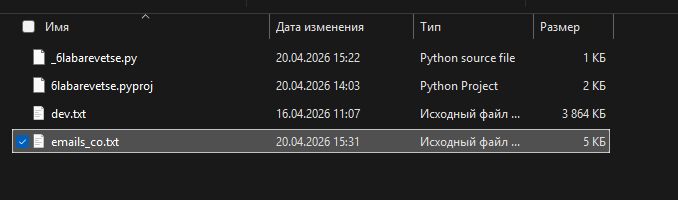 Имя Дата изменения Тип Размер
_6labarevetse.py 20.04.2026 15:22 Python source file 1 КБ
6labarevetse.pyproj 20.04.2026 14:03 Python Project 2 КБ
dev.txt 16.04.2026 11:07 Исходный файл ... 3 864 КБ
emails_co.txt 20.04.2026 15:31 Исходный файл ... 5 КБ